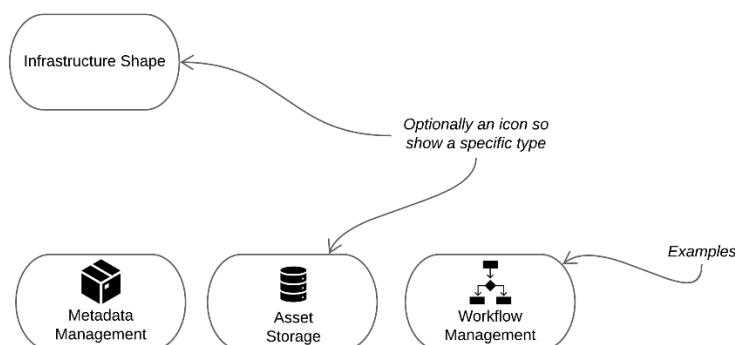 Infrastructure Shape
Optionally an icon so
show a specific type
Examples
Metadata
Management
Asset
Storage
Workflow
Management